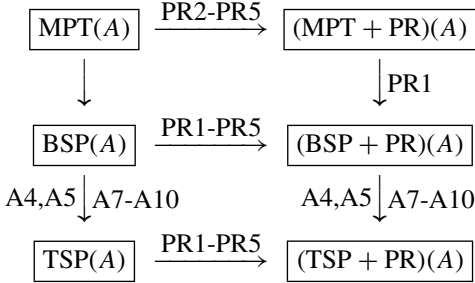 MPT(A) PR2-PR5 (MPT + PR)(A)
PR1
BSP(A) PR1-PR5 (BSP + PR)(A)
A4,A5 A7-A10 A4,A5 A7-A10
TSP(A) PR1-PR5 (TSP + PR)(A)